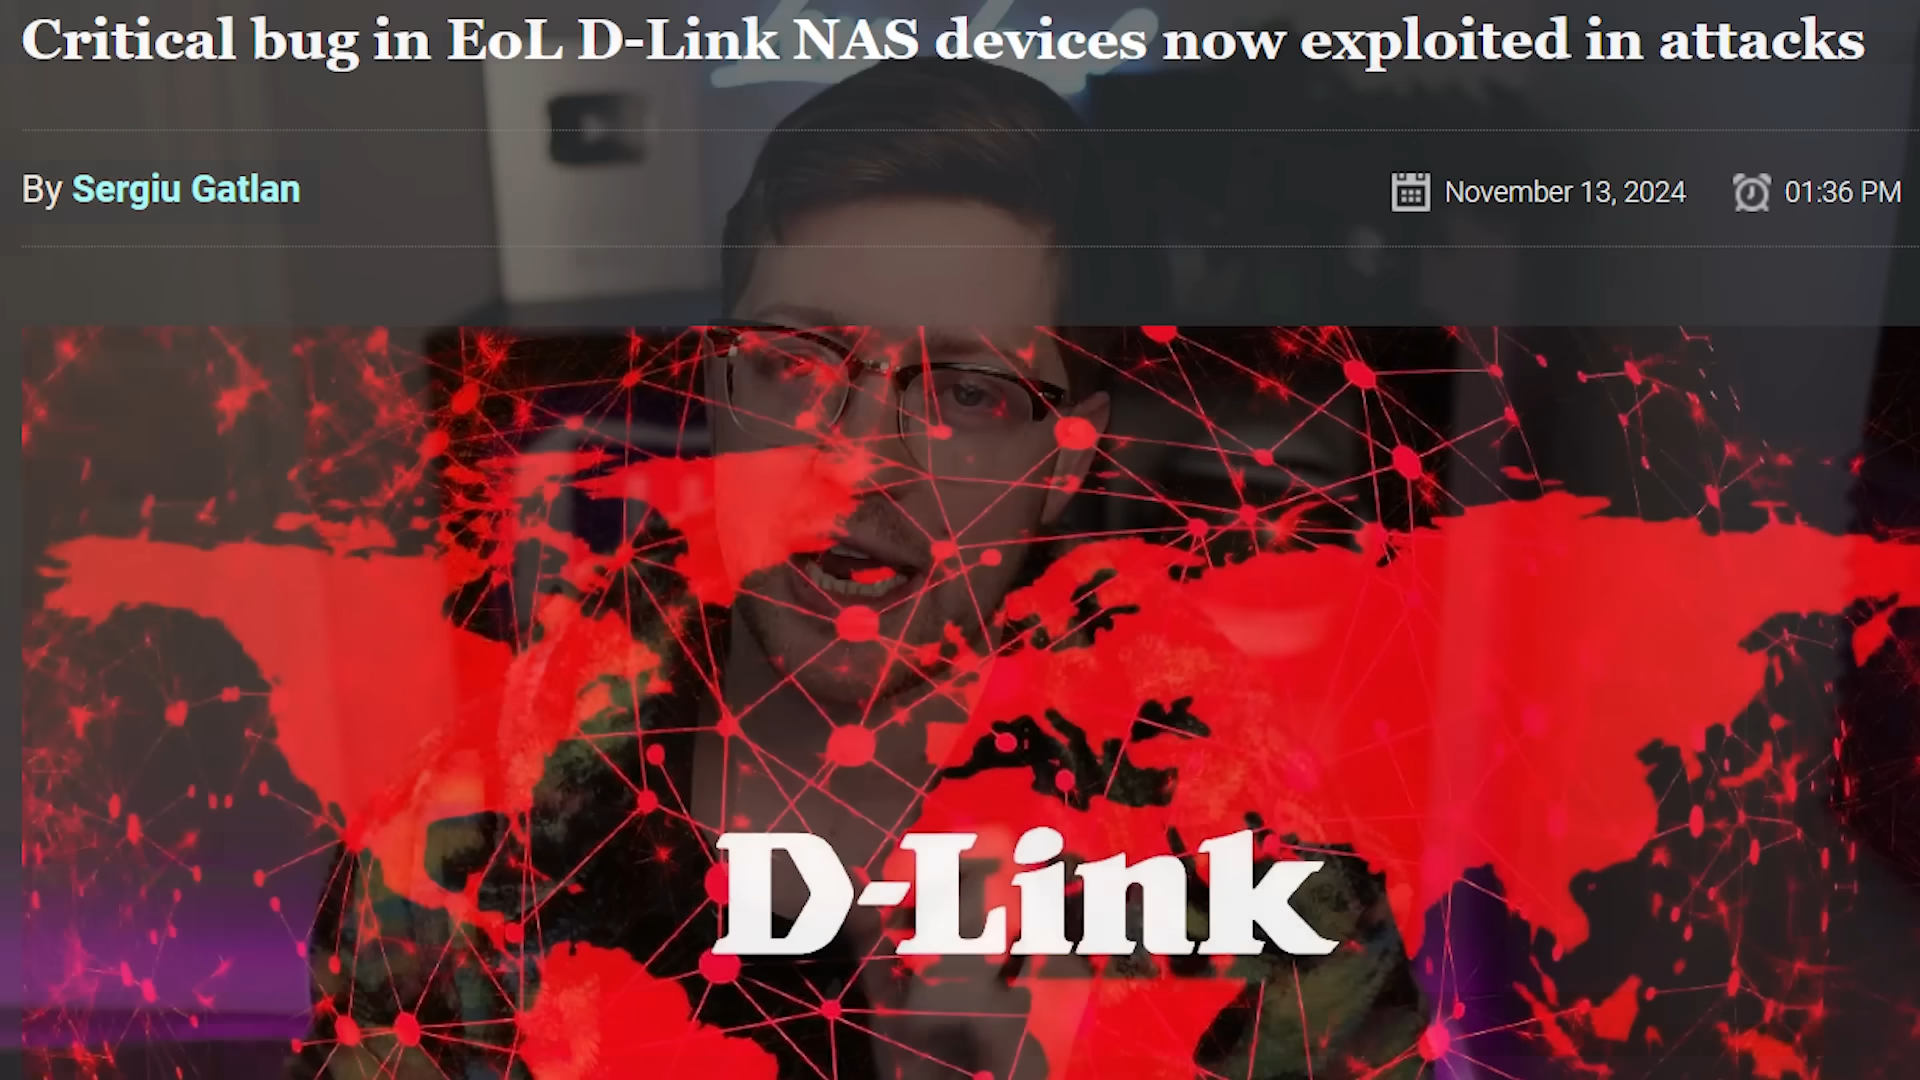 Critical bug in EoL D-Link NAS devices now exploited in attacks
By Sergiu Gatlan
November 13, 2024
01:36 PM
D-Link